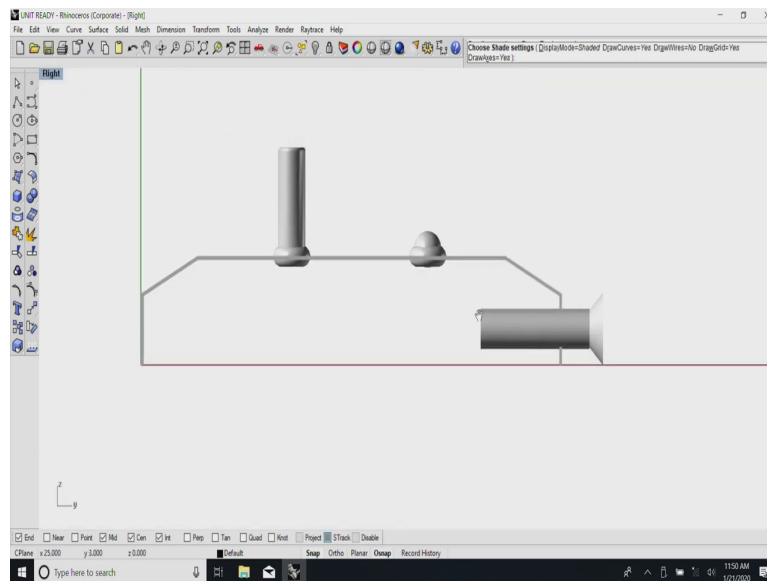 UNIT READY - Rhinoceros (Corporate) - [Right]
File Edit View Curve Surface Solid Mesh Dimension Transform Tools Analyze Render Raytrace Help
Choose Shade settings ( DisplayMode=Shaded DrawCurves=Yes DrawWires=No DrawGrid=Yes
DrawAxes=Yes ):
Right
z
y
End Near Point Mid Cen Int Perp Tan Quad Knot Project STrack Disable
CPlane x 25.000 y 3.000 z 0.000 Default Snap Ortho Planar Osnap Record History
Type here to search
11:50 AM
1/21/2020